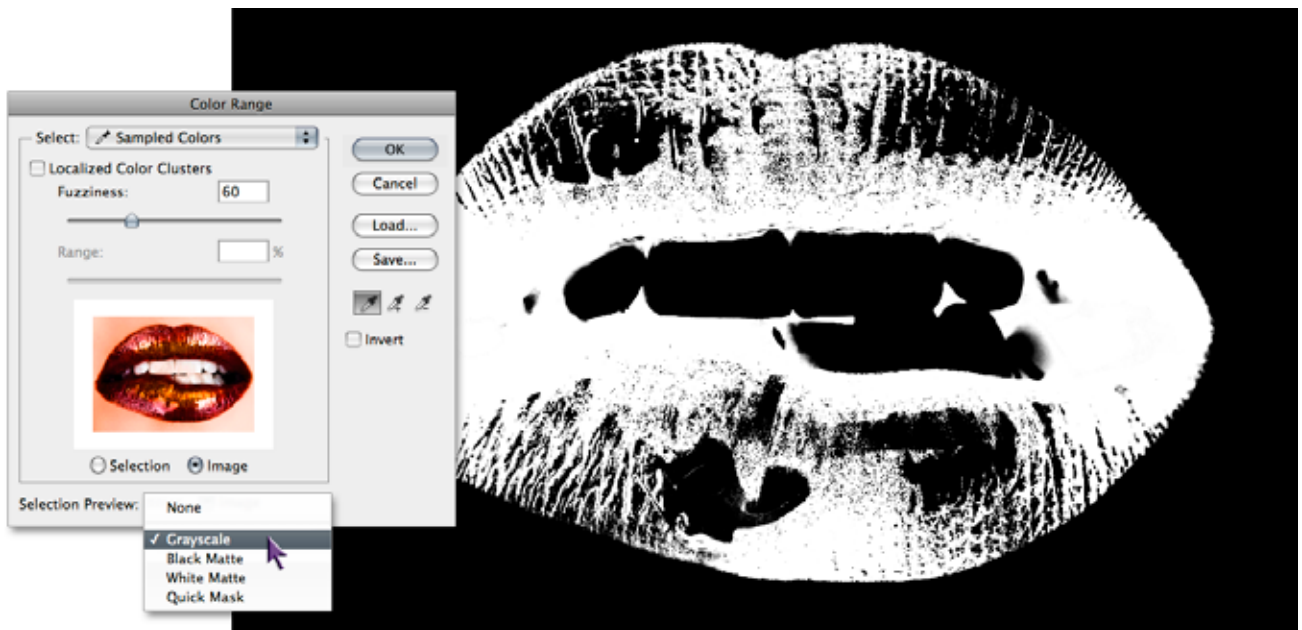 Color Range
Select: Sampled Colors
Localized Color Clusters
Fuzziness: 60
Range: %
Selection Image
Selection Preview:
OK
Cancel
Load...
Save...
Invert
None
✓ Grayscale
Black Matte
White Matte
Quick Mask